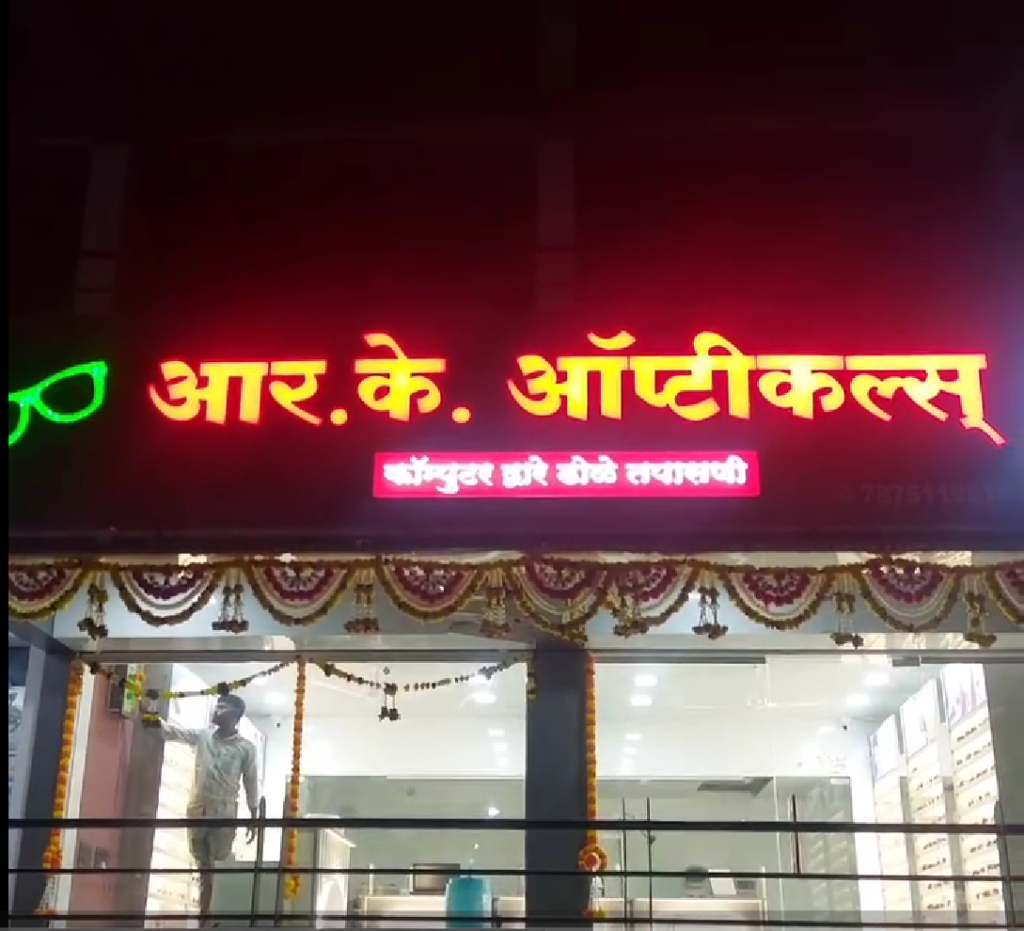 आर.के. ऑप्टीकल्स्
कॉम्पुटर द्वारे डोळे तपासणी